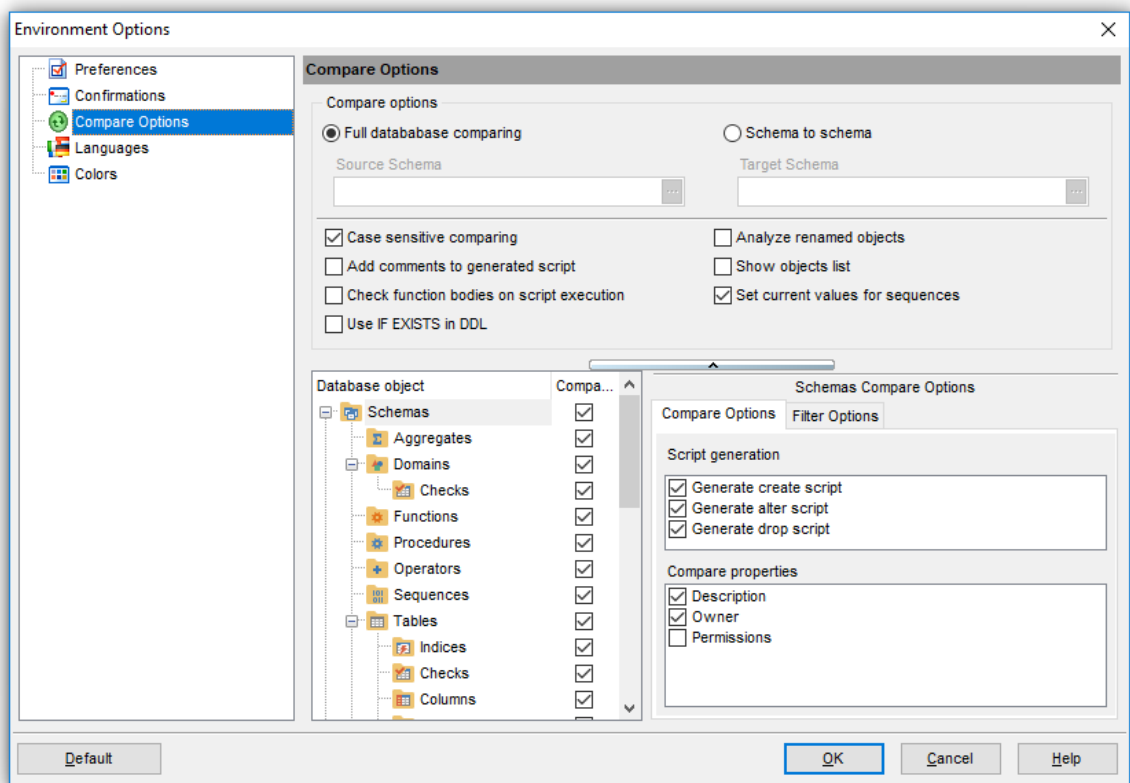 Environment Options
Preferences
Confirmations
Compare Options
Languages
Colors
Compare Options
Compare options
Full datababase comparing
Schema to schema
Source Schema
Target Schema
...
...
Case sensitive comparing
Analyze renamed objects
Add comments to generated script
Show objects list
Check function bodies on script execution
Set current values for sequences
Use IF EXISTS in DDL
Database object
Compa...
Schemas
Aggregates
Domains
Checks
Functions
Procedures
Operators
Sequences
Tables
Indices
Checks
Columns
Schemas Compare Options
Compare Options
Filter Options
Script generation
Generate create script
Generate alter script
Generate drop script
Compare properties
Description
Owner
Permissions
Default
OK
Cancel
Help